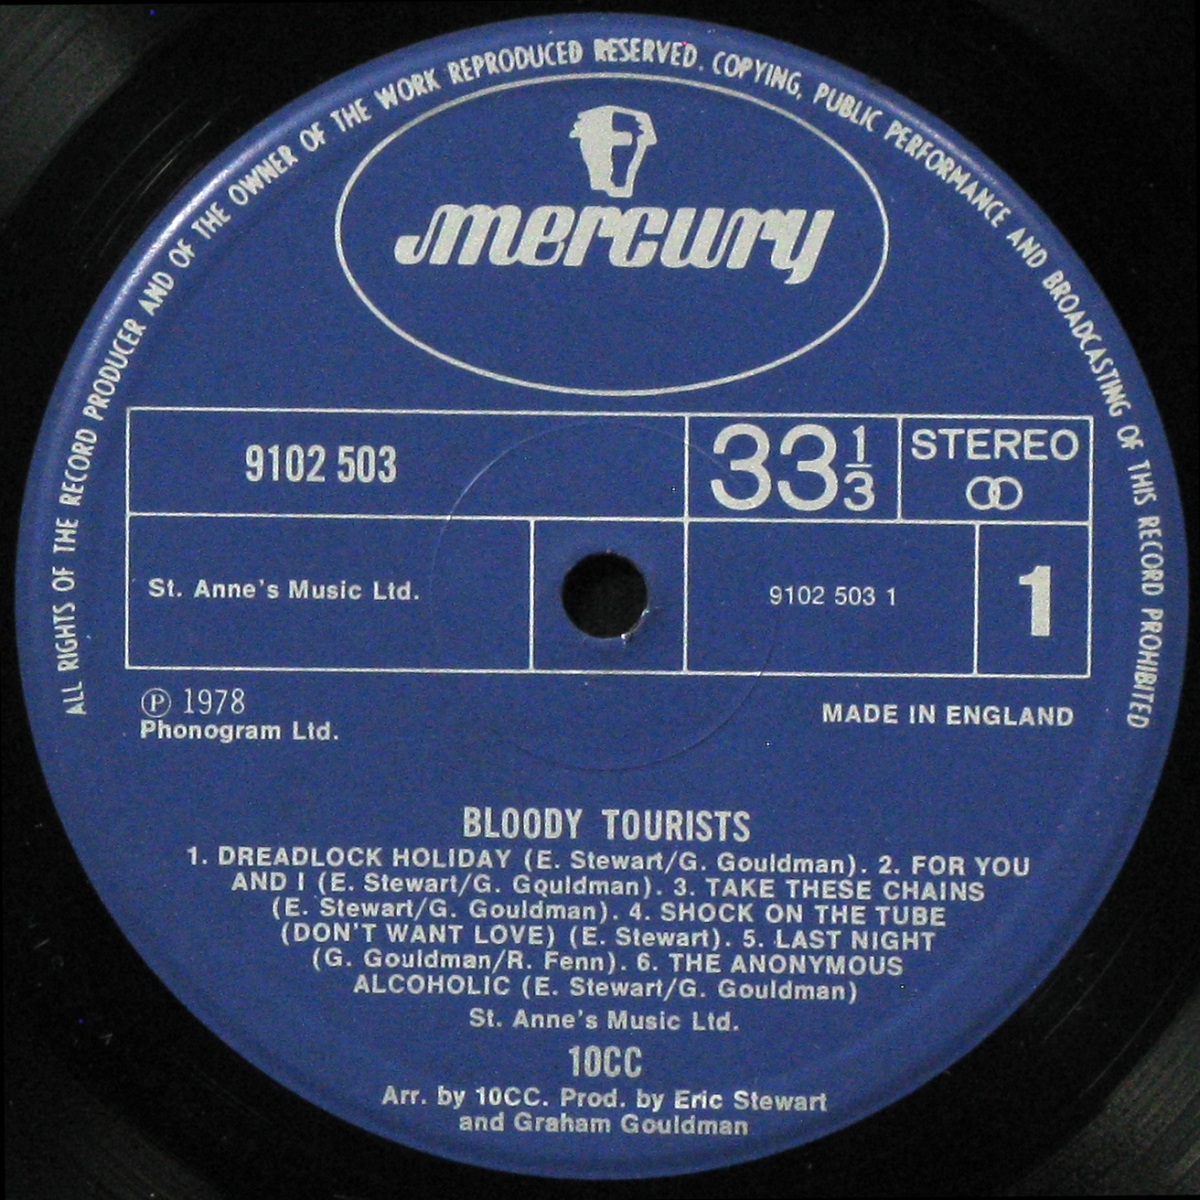 ALL RIGHTS OF THE RECORD PRODUCER AND OF THE OWNER OF THE WORK REPRODUCED RESERVED. COPYING, PUBLIC PERFORMANCE AND BROADCASTING OF THIS RECORD PROHIBITED
mercury
9102 503
33 1/3
STEREO
St. Anne's Music Ltd.
9102 503 1
1
℗ 1978
Phonogram Ltd.
MADE IN ENGLAND
BLOODY TOURISTS
1. DREADLOCK HOLIDAY (E. Stewart/G. Gouldman). 2. FOR YOU
AND I (E. Stewart/G. Gouldman). 3. TAKE THESE CHAINS
(E. Stewart/G. Gouldman). 4. SHOCK ON THE TUBE
(DON'T WANT LOVE) (E. Stewart). 5. LAST NIGHT
(G. Gouldman/R. Fenn). 6. THE ANONYMOUS
ALCOHOLIC (E. Stewart/G. Gouldman)
St. Anne's Music Ltd.
10CC
Arr. by 10CC. Prod. by Eric Stewart
and Graham Gouldman